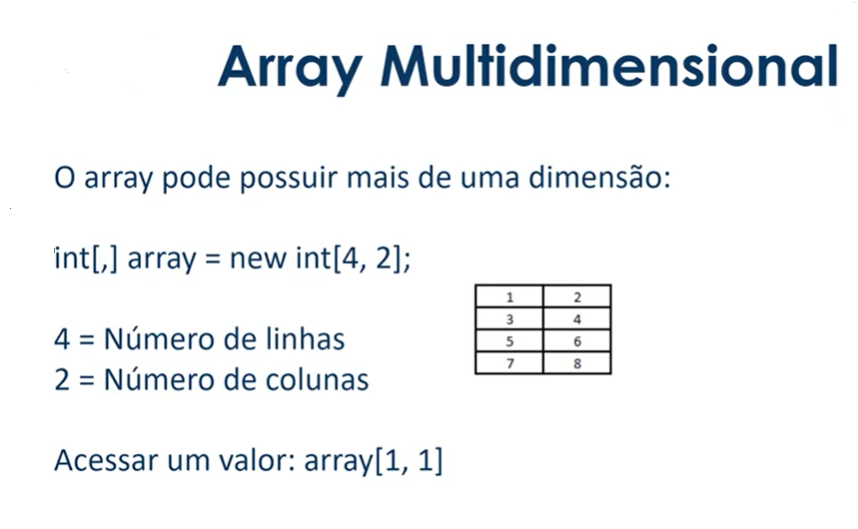 Array Multidimensional
O array pode possuir mais de uma dimensão:
int[,] array = new int[4, 2];
4 = Número de linhas
2 = Número de colunas
1 2
3 4
5 6
7 8
Acessar um valor: array[1, 1]